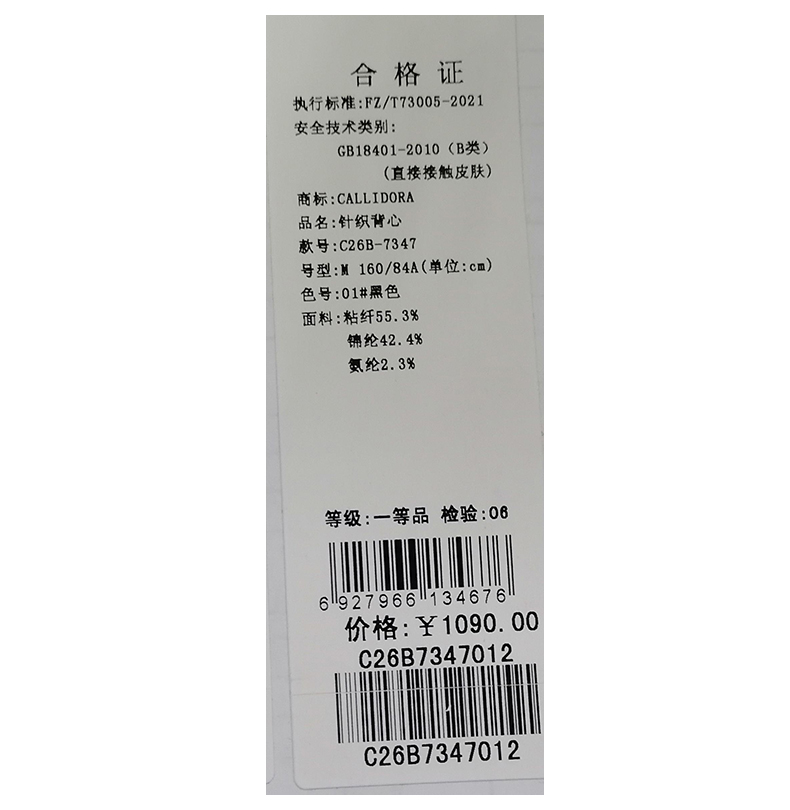 合格证
执行标准:FZ/T73005-2021
安全技术类别:
GB18401-2010（B类）
(直接接触皮肤)
商标:CALLIDORA
品名:针织背心
款号:C26B-7347
号型:M 160/84A(单位:cm)
色号:01#黑色
面料:粘纤55.3%
锦纶42.4%
氨纶2.3%
等级:一等品 检验:06
6 927966 134676
价格:¥1090.00
C26B7347012
C26B7347012